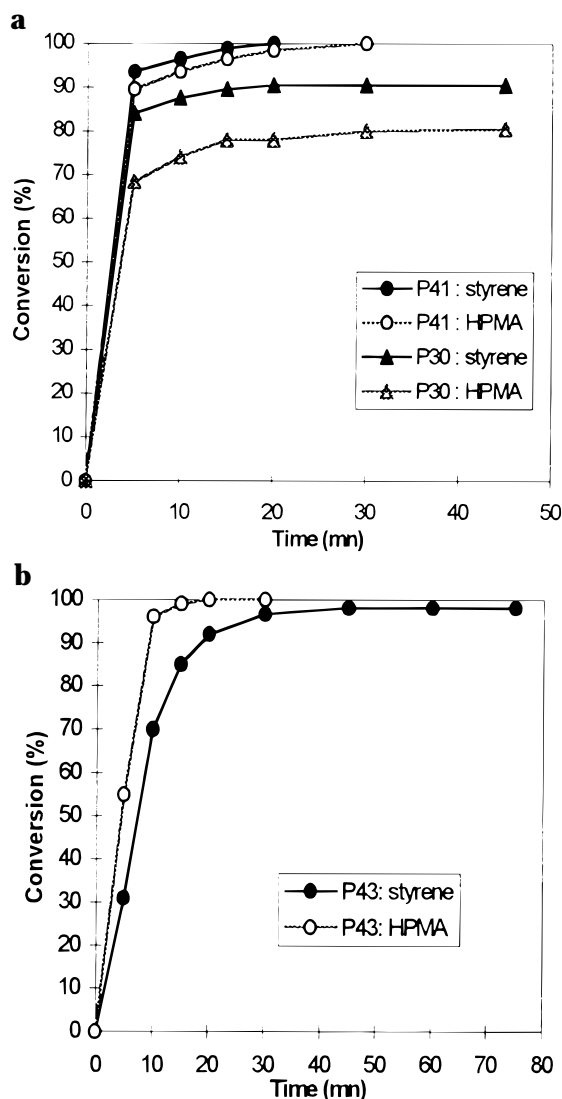 a
100
90
80
70
60
50
40
30
20
10
0
Conversion (%)
P41 : styrene
P41 : HPMA
P30 : styrene
P30 : HPMA
0 10 20 30 40 50
Time (mn)
b
100
90
80
70
60
50
40
30
20
10
0
Conversion (%)
P43: styrene
P43: HPMA
0 10 20 30 40 50 60 70 80
Time (mn)